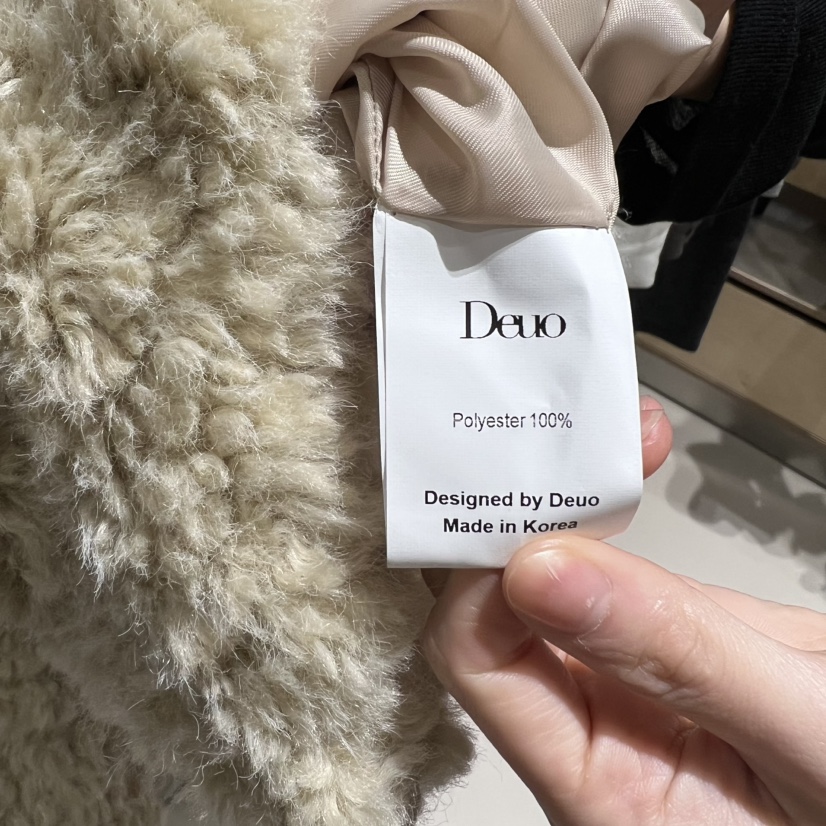 Deuo
Polyester 100%
Designed by Deuo
Made in Korea